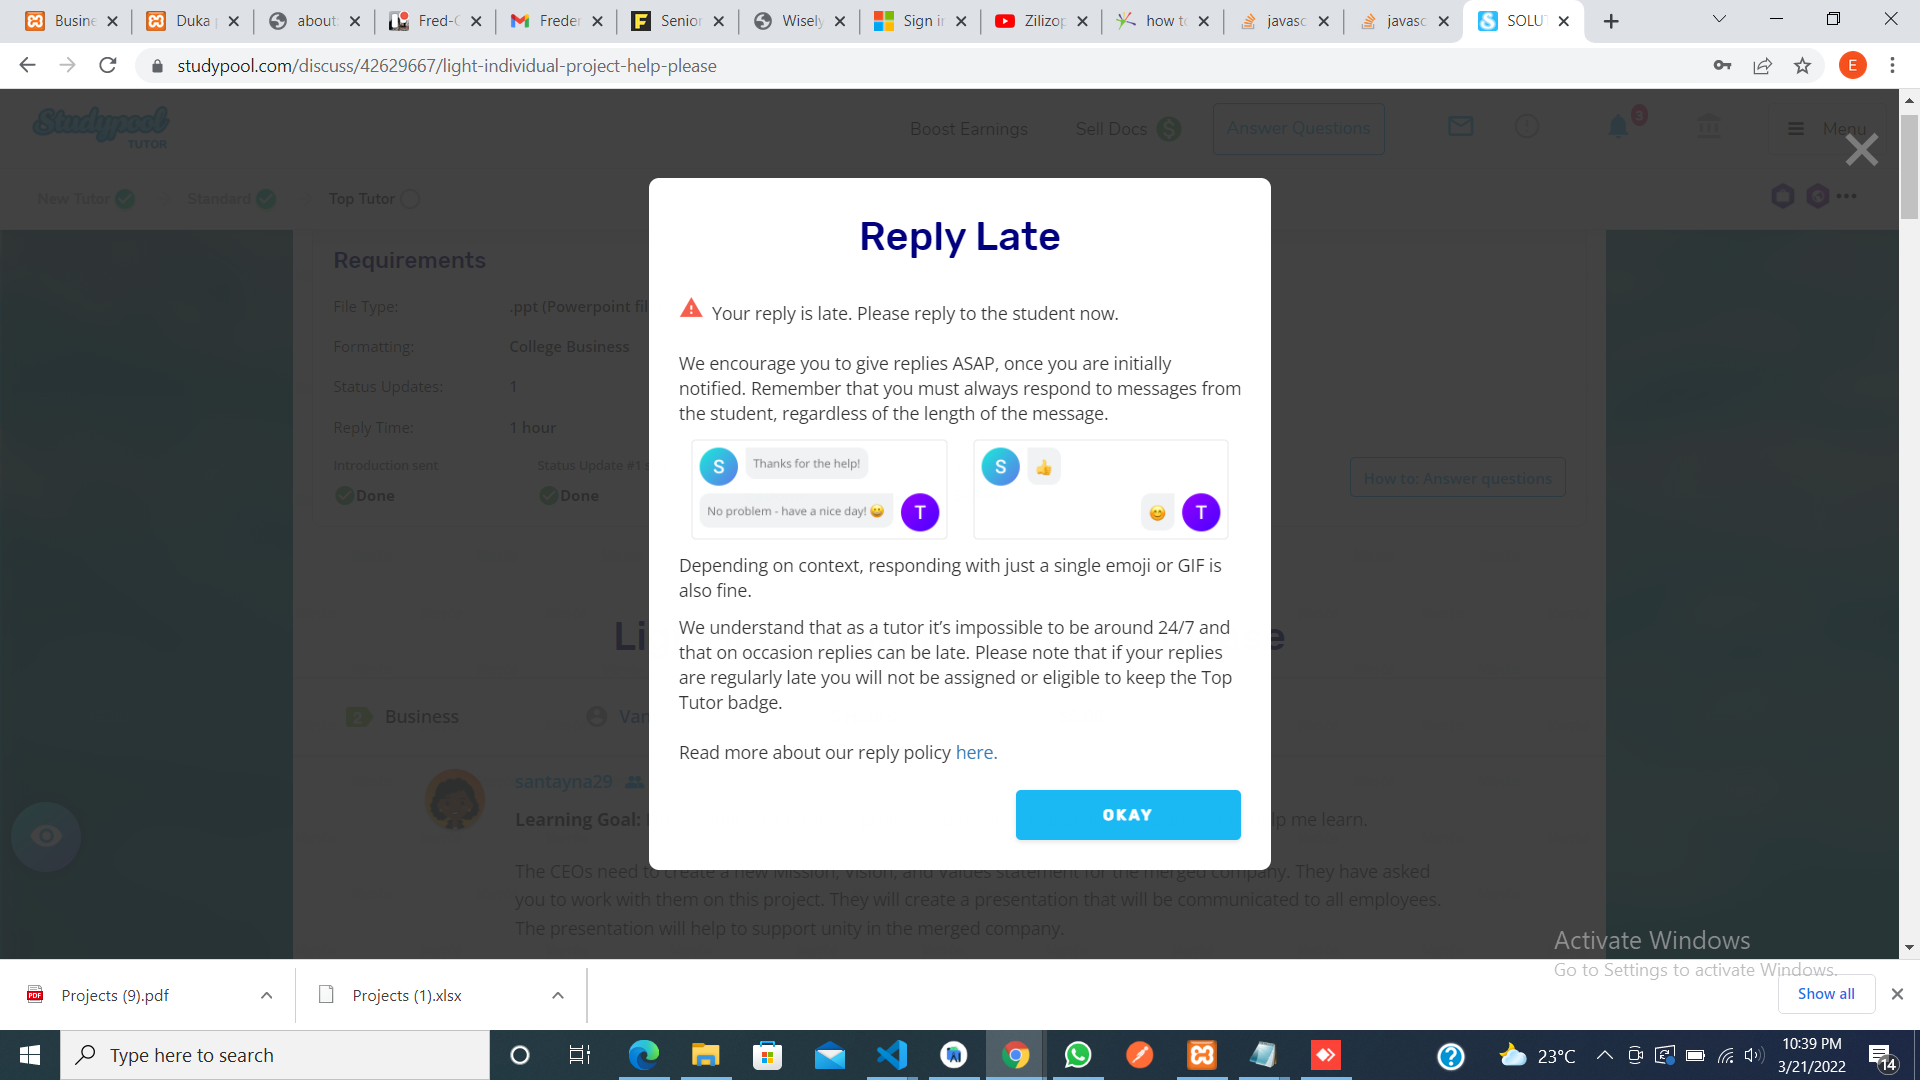 Busine
Duka p
about:
Fred-C
Freder
Senior
Wisely
Sign in
Zilizop
how to
javasc
javasc
SOLUT
studypool.com/discuss/42629667/light-individual-project-help-please
E
Studypool
TUTOR
Boost Earnings
Sell Docs
Answer Questions
3
Menu
New Tutor
Standard
Top Tutor
Reply Late
Requirements
File Type:
.ppt (Powerpoint fil
Formatting:
College Business
Status Updates:
1
Reply Time:
1 hour
Introduction sent
Status Update #1 s
Done
Done
How to: Answer questions
Your reply is late. Please reply to the student now.
We encourage you to give replies ASAP, once you are initially
notified. Remember that you must always respond to messages from
the student, regardless of the length of the message.
S
Thanks for the help!
No problem - have a nice day! 😀
T
S
👍
😊
T
Depending on context, responding with just a single emoji or GIF is
also fine.
We understand that as a tutor it’s impossible to be around 24/7 and
that on occasion replies can be late. Please note that if your replies
are regularly late you will not be assigned or eligible to keep the Top
Tutor badge.
Read more about our reply policy here.
OKAY
Li
e
2
Business
Van
santayna29
Learning Goal:
p me learn.
The CEOs need to create a new Mission, Vision, and Values statement for the merged company. They have asked
you to work with them on this project. They will create a presentation that will be communicated to all employees.
The presentation will help to support unity in the merged company.
Activate Windows
Go to Settings to activate Windows.
PDF
Projects (9).pdf
Projects (1).xlsx
Show all
Type here to search
23°C
10:39 PM
3/21/2022
14